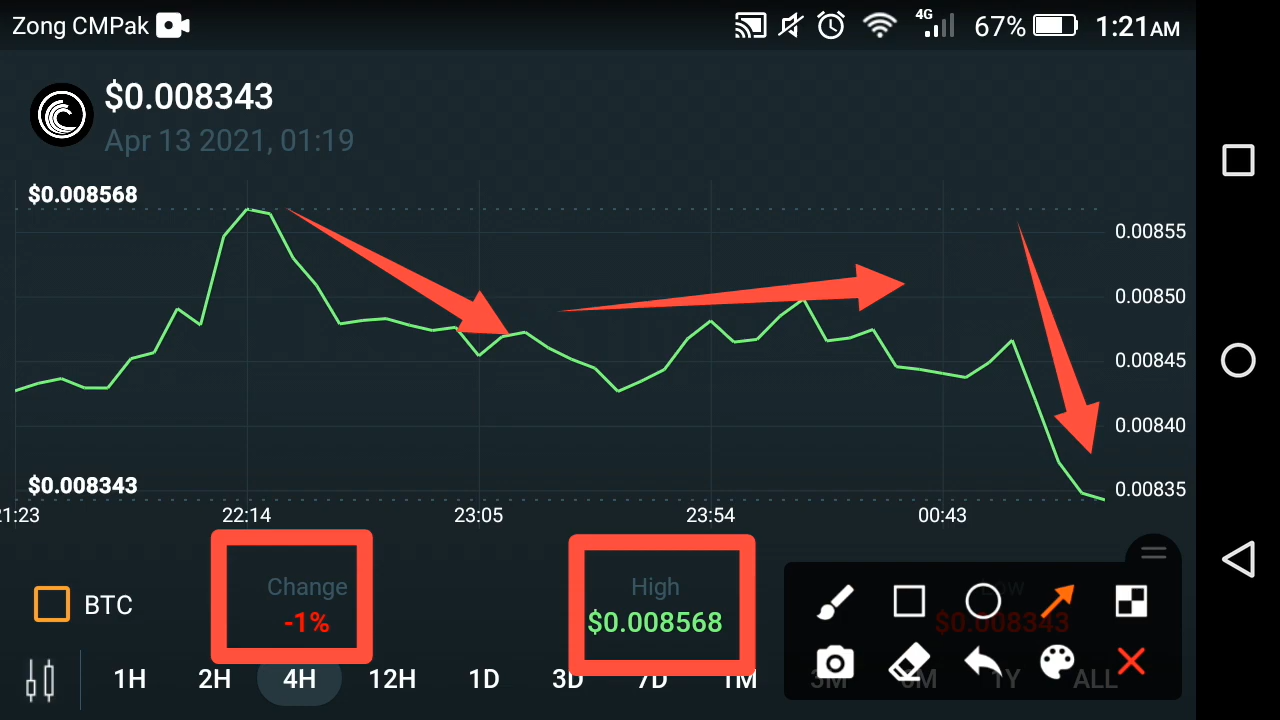 Zong CMPak
4G 67% 1:21AM
$0.008343
Apr 13 2021, 01:19
$0.008568
0.00855
0.00850
0.00845
0.00840
$0.008343
0.00835
21:23 22:14 23:05 23:54 00:43
Change High Low
BTC -1% $0.008568 $0.008343
1H 2H 4H 12H 1D 3D 7D 1M 3M 6M 1Y ALL